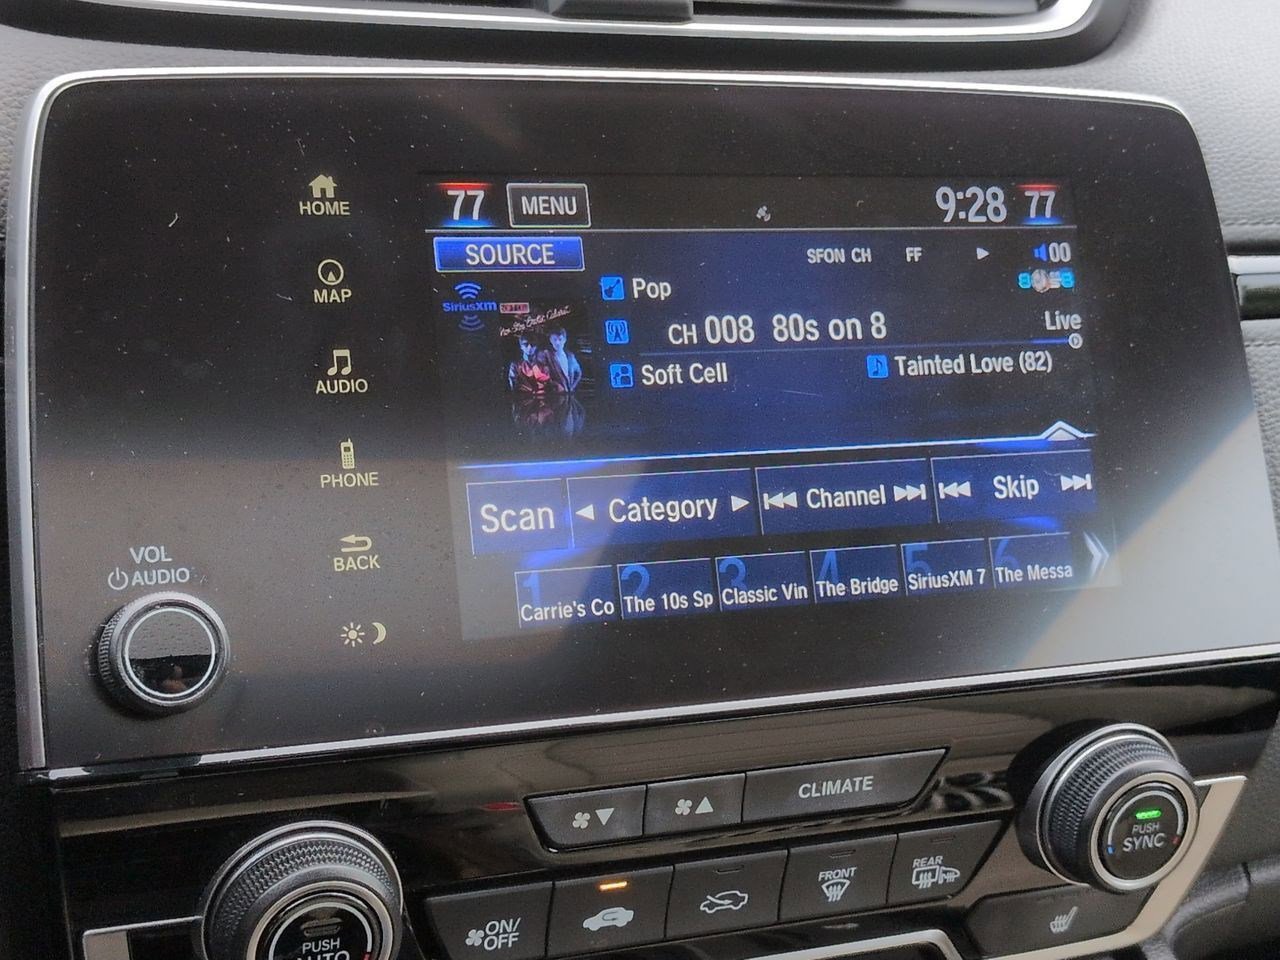 HOME
MAP
AUDIO
PHONE
BACK
VOL
AUDIO
77 MENU 9:28 77
SOURCE SFON CH FF 00
SiriusXM
Pop
CH 008 80s on 8 Live
Soft Cell Tainted Love (82)
Scan Category Channel Skip
1 2 3 4 5 6
Carrie's Co The 10s Sp Classic Vin The Bridge SiriusXM 7 The Messa
CLIMATE
PUSH
SYNC
ON/
OFF
FRONT
REAR
PUSH
AUTO